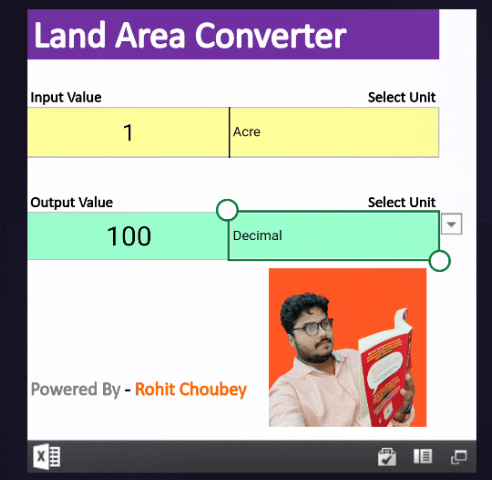 Land Area Converter
Input Value Select Unit
1 Acre
Output Value Select Unit
100 Decimal
Powered By - Rohit Choubey